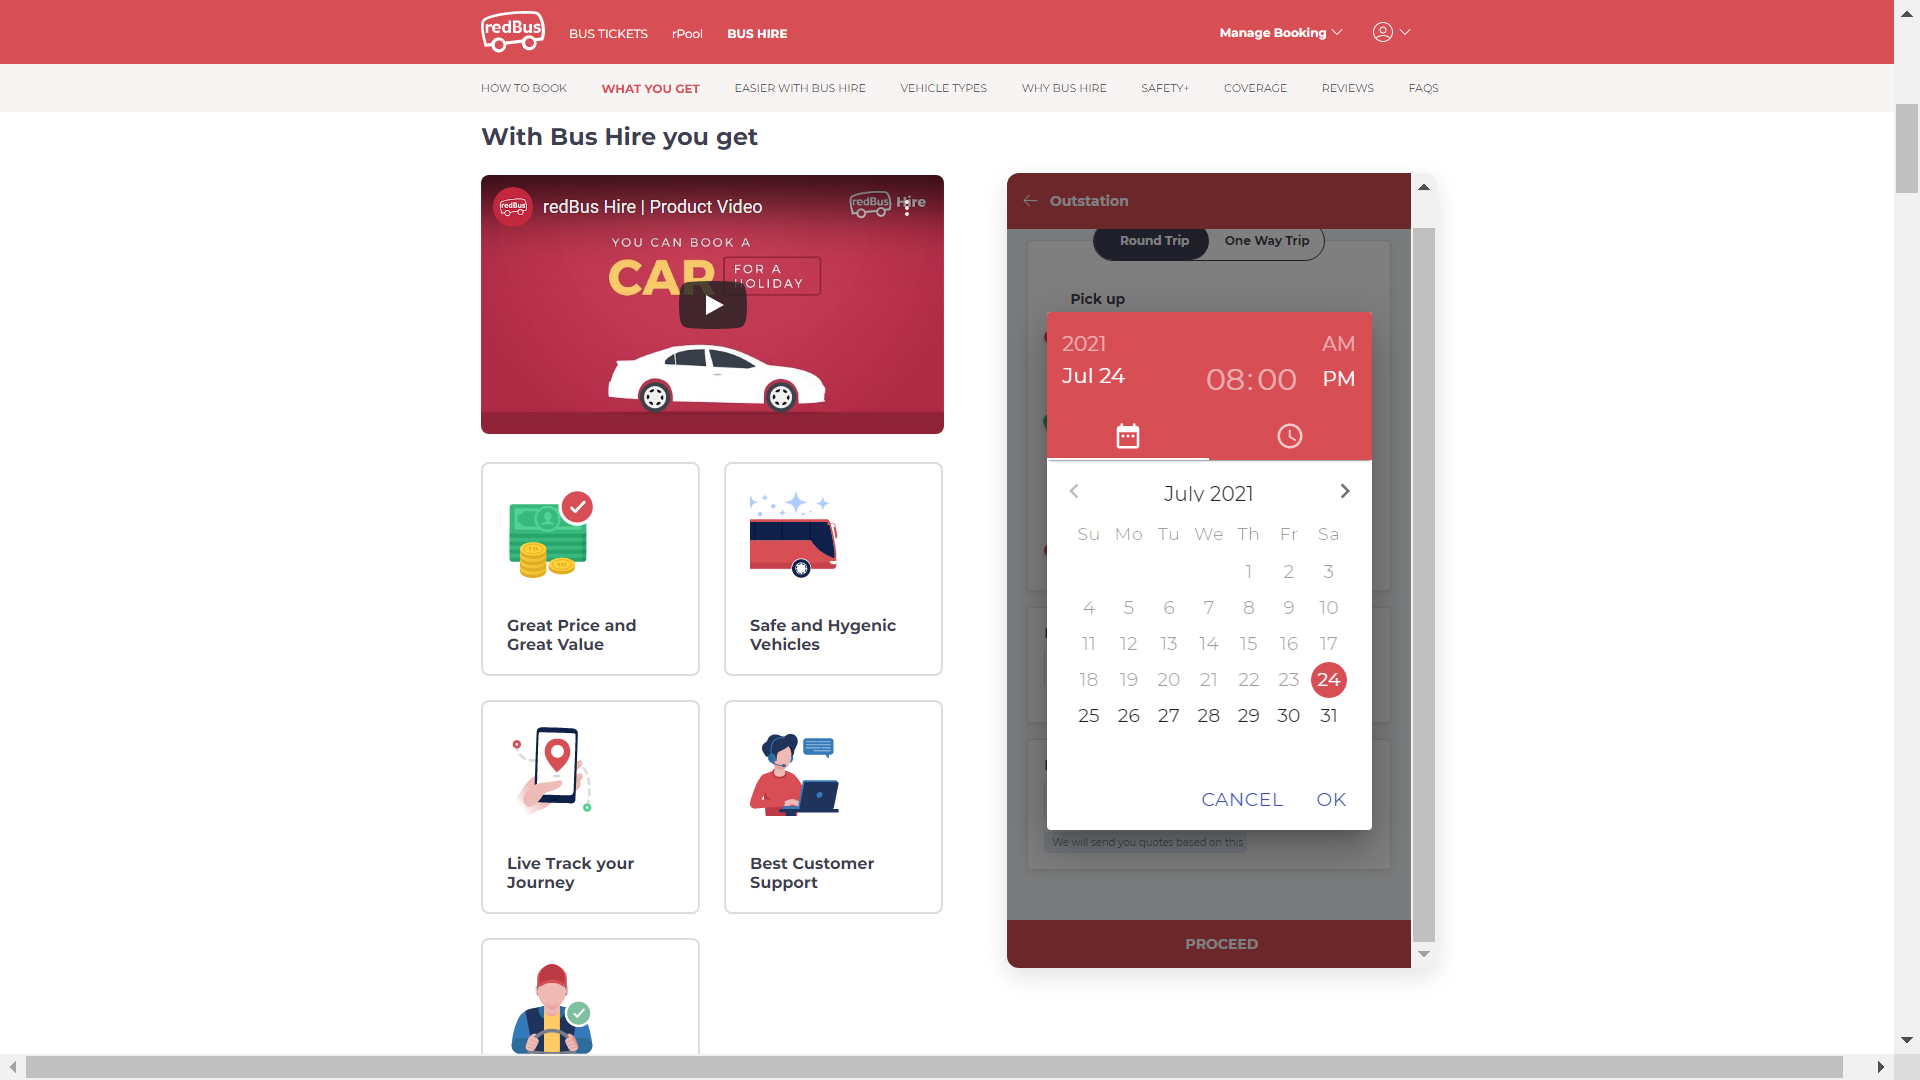 redBus
BUS TICKETS
rPool
BUS HIRE
Manage Booking
HOW TO BOOK
WHAT YOU GET
EASIER WITH BUS HIRE
VEHICLE TYPES
WHY BUS HIRE
SAFETY+
COVERAGE
REVIEWS
FAQS
With Bus Hire you get
redBus
redBus Hire | Product Video
redBus Hire
YOU CAN BOOK A
CAR FOR A
HOLIDAY
Great Price and
Great Value
Safe and Hygenic
Vehicles
Live Track your
Journey
Best Customer
Support
Outstation
Round Trip
One Way Trip
Pick up
2021
Jul 24
08:00
AM
PM
July 2021
Su Mo Tu We Th Fr Sa
1 2 3
4 5 6 7 8 9 10
11 12 13 14 15 16 17
18 19 20 21 22 23 24
25 26 27 28 29 30 31
CANCEL OK
We will send you quotes based on this
PROCEED